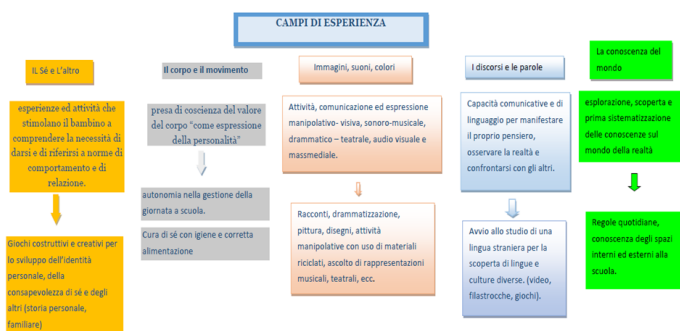 CAMPI DI ESPERIENZA
IL Sé e L'altro
esperienze ed attività che
stimolano il bambino a
comprendere la necessità di
darsi e di riferirsi a norme di
comportamento e di
relazione.
Giochi costruttivi e creativi per
lo sviluppo dell'identità
personale, della
consapevolezza di sé e degli
altri (storia personale,
familiare)
Il corpo e il movimento
presa di coscienza del valore
del corpo "come espressione
della personalità"
autonomia nella gestione della
giornata a scuola.
Cura di sé con igiene e corretta
alimentazione
Immagini, suoni, colori
Attività, comunicazione ed espressione
manipolativo- visiva, sonoro-musicale,
drammatico – teatrale, audio visuale e
massmediale.
Racconti, drammatizzazione,
pittura, disegni, attività
manipolative con uso di materiali
riciclati, ascolto di rappresentazioni
musicali, teatrali, ecc.
I discorsi e le parole
Capacità comunicative e di
linguaggio per manifestare
il proprio pensiero,
osservare la realtà e
confrontarsi con gli altri.
Avvio allo studio di una
lingua straniera per la
scoperta di lingue e
culture diverse. (video,
filastrocche, giochi).
La conoscenza del
mondo
esplorazione, scoperta e
prima sistematizzazione
delle conoscenze sul
mondo della realtà
Regole quotidiane,
conoscenza degli spazi
interni ed esterni alla
scuola.